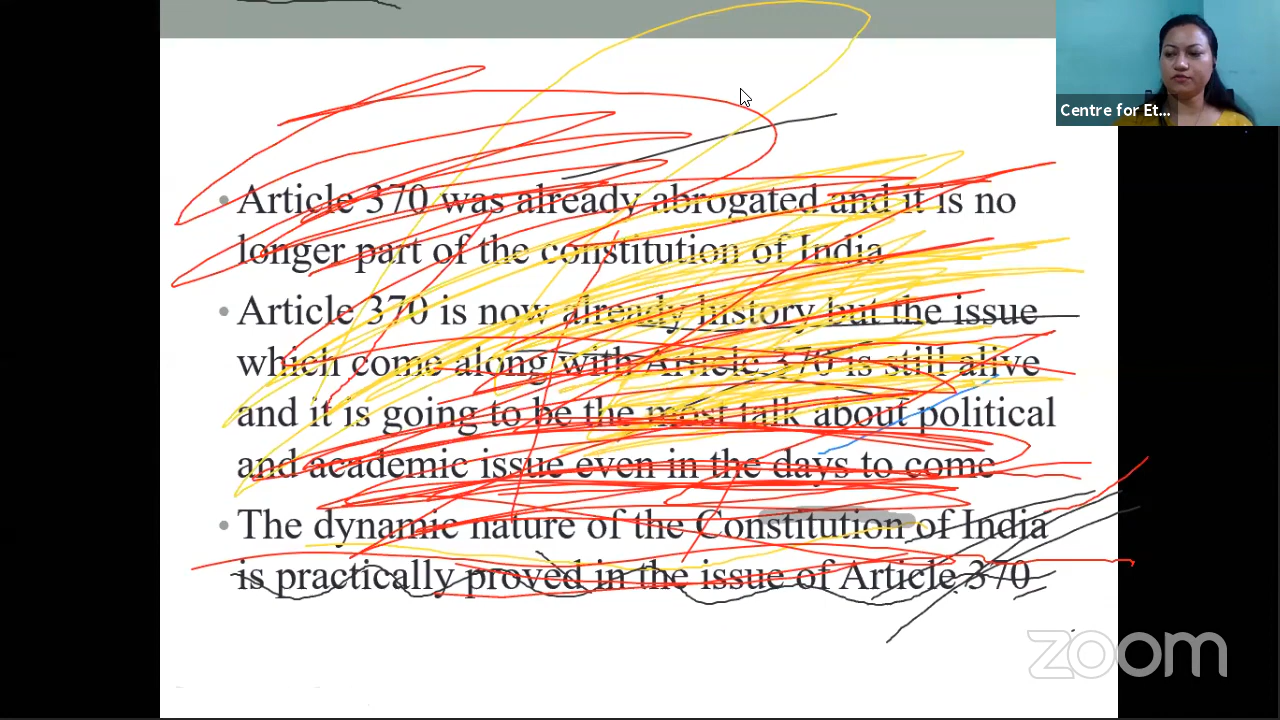 Centre for Et...
• Article 370 was already abrogated and it is no
longer part of the constitution of India
• Article 370 is now already history but the issue
which come along with Article 370 is still alive
and it is going to be the most talk about political
and academic issue even in the days to come
• The dynamic nature of the Constitution of India
is practically proved in the issue of Article 370
zoom